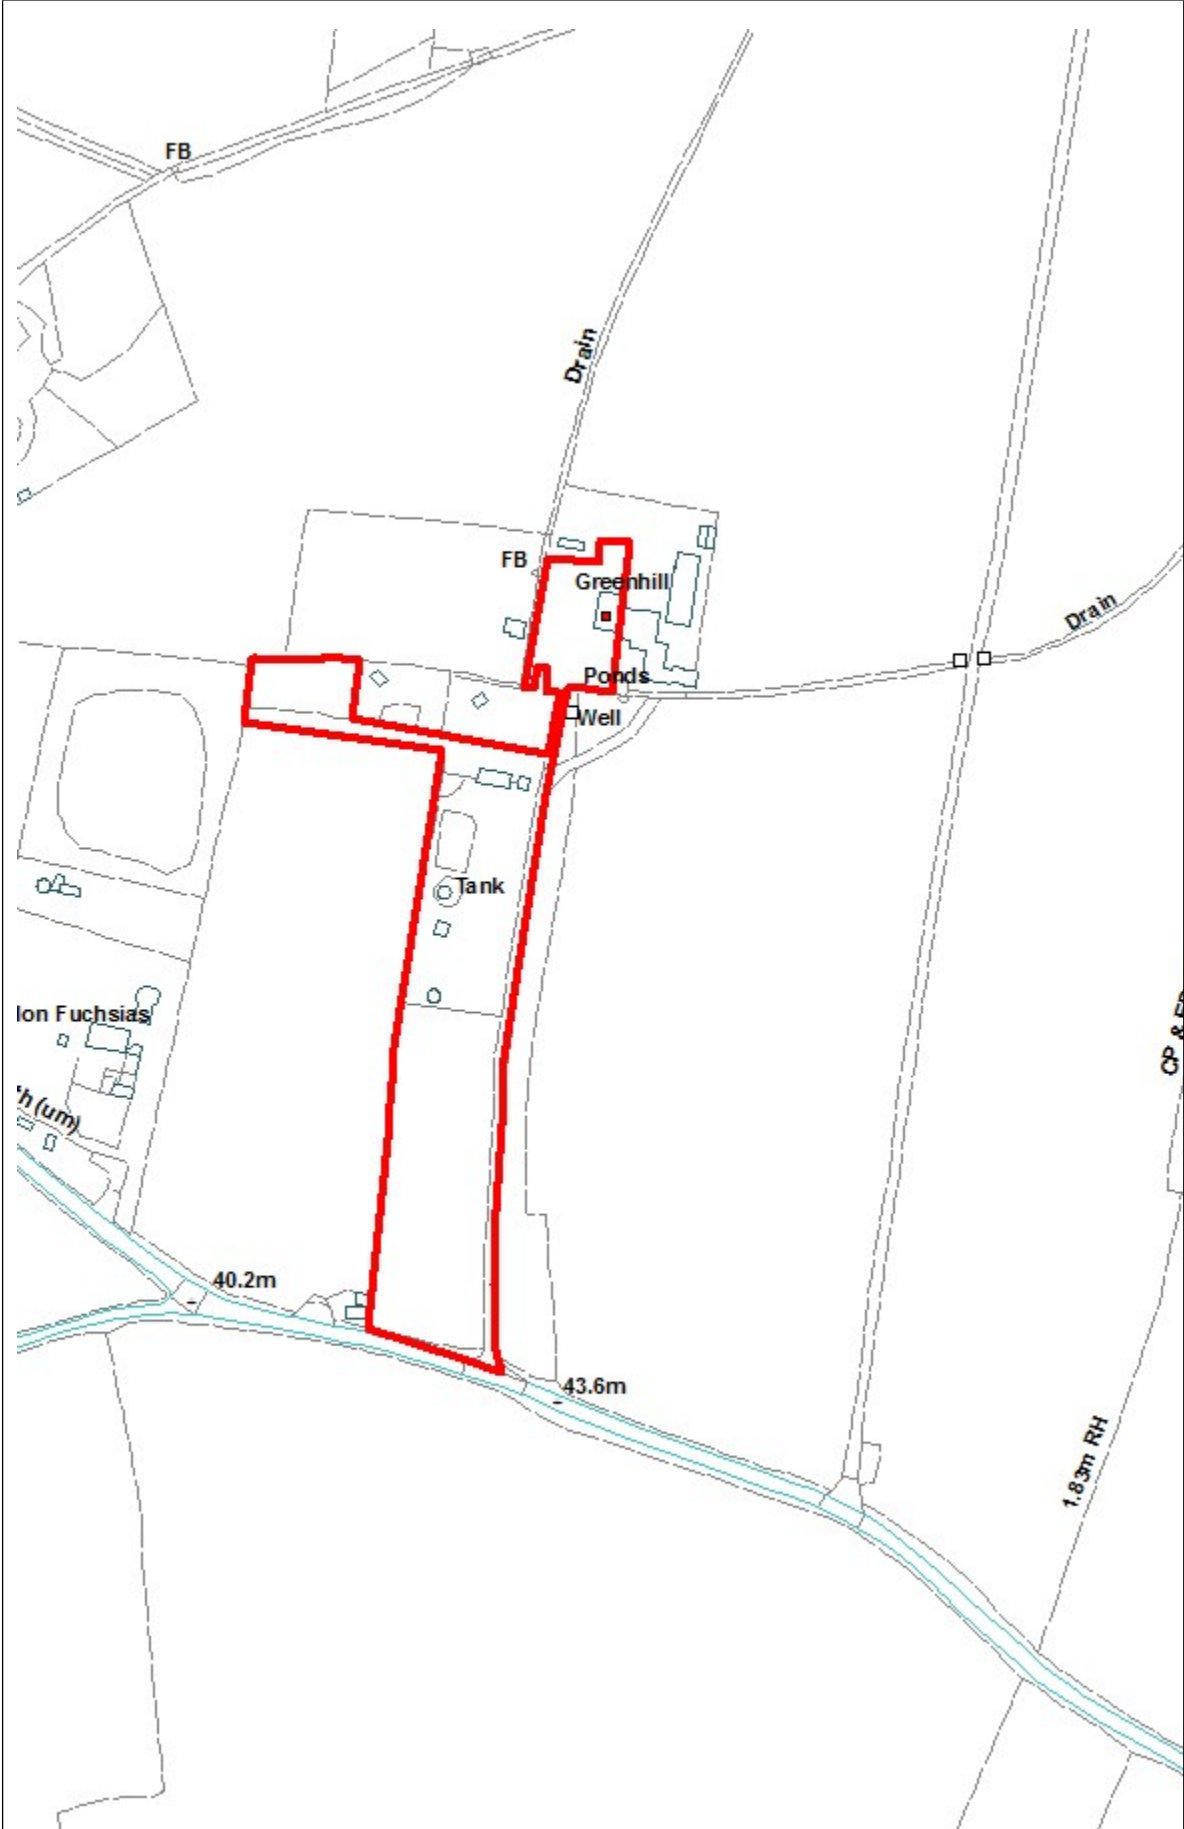 FB
Drain
FB
Greenhill
Drain
Ponds
Well
Tank
lon Fuchsias
h (um)
40.2m
43.6m
1.83m RH